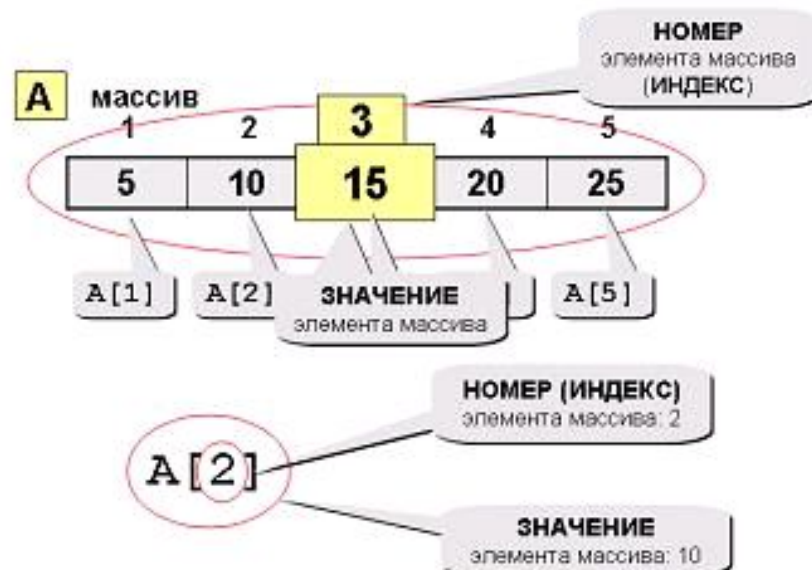 НОМЕР
элемента массива
(ИНДЕКС)
A массив
1 2 3 4 5
5 10 15 20 25
A[1] A[2] A[5]
ЗНАЧЕНИЕ
элемента массива
НОМЕР (ИНДЕКС)
элемента массива: 2
A[2]
ЗНАЧЕНИЕ
элемента массива: 10